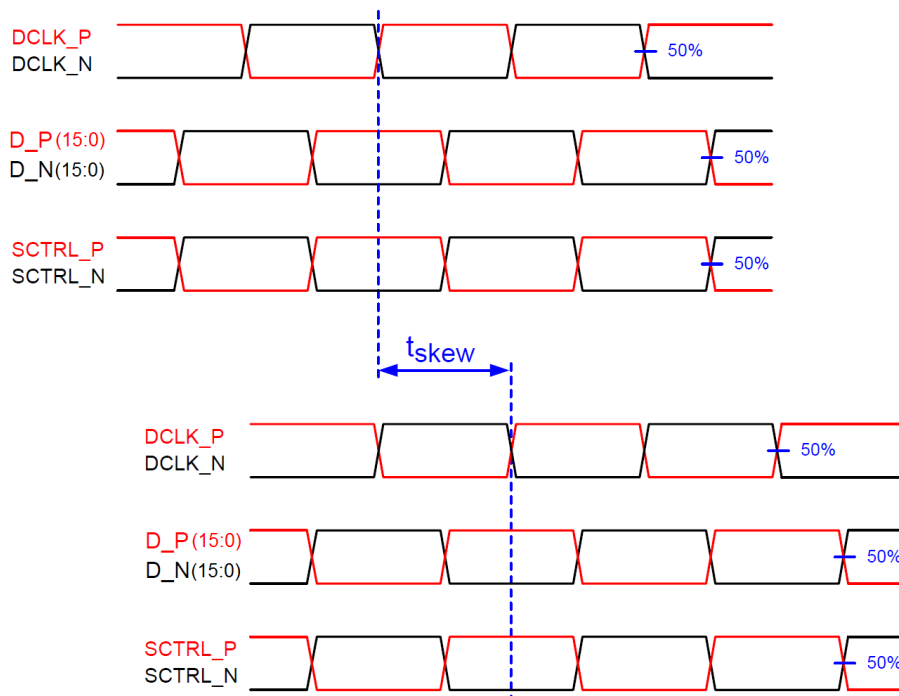 DCLK_P
DCLK_N
50%
D_P(15:0)
D_N(15:0)
50%
SCTRL_P
SCTRL_N
50%
tskew
DCLK_P
DCLK_N
50%
D_P(15:0)
D_N(15:0)
50%
SCTRL_P
SCTRL_N
50%